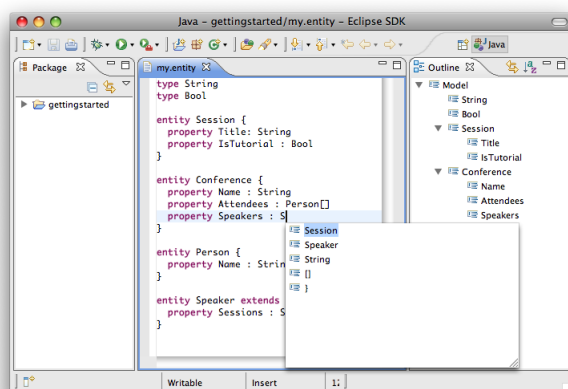 Java - gettingstarted/my.entity - Eclipse SDK
Java
Package
gettingstarted
my.entity
type String
type Bool
entity Session {
property Title: String
property IsTutorial : Bool
}
entity Conference {
property Name : String
property Attendees : Person[]
property Speakers : S
}
entity Person {
property Name : Strin
}
entity Speaker extends
property Sessions : S
}
Session
Speaker
String
[]
}
Outline
Model
String
Bool
Session
Title
IsTutorial
Conference
Name
Attendees
Speakers
Writable
Insert